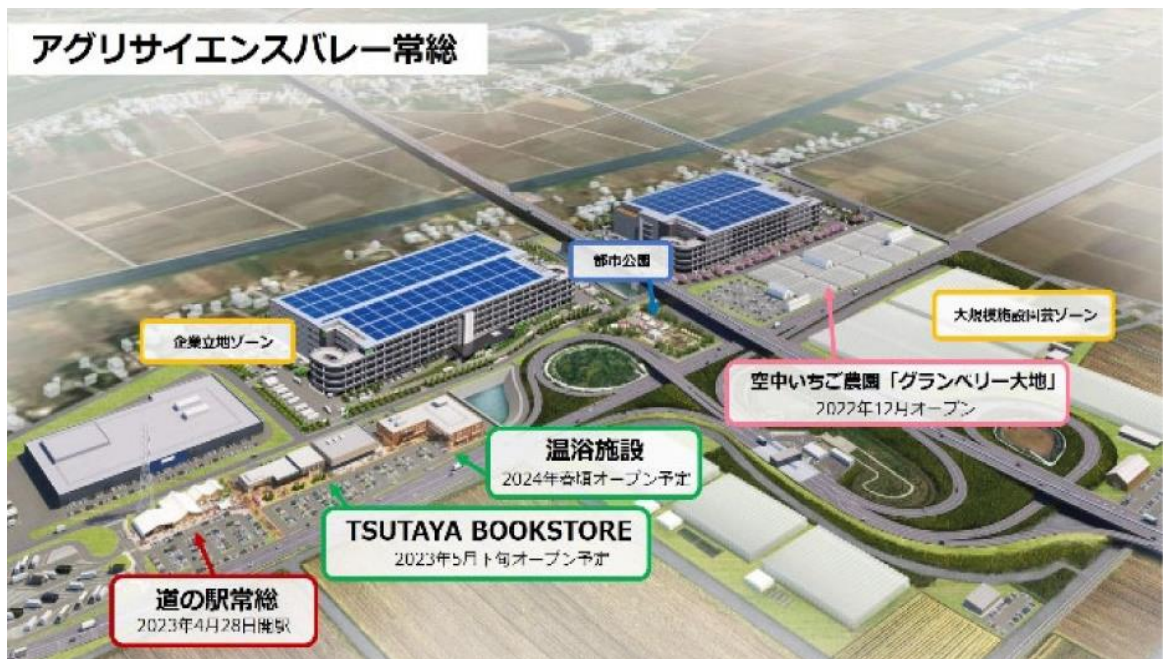 アグリサイエンスバレー常総
都市公園
企業立地ゾーン
大規模施設園芸ゾーン
空中いちご農園「グランベリー大地」
2022年12月オープン
温浴施設
2024年春頃オープン予定
TSUTAYA BOOKSTORE
2023年5月下旬オープン予定
道の駅常総
2023年4月28日開駅